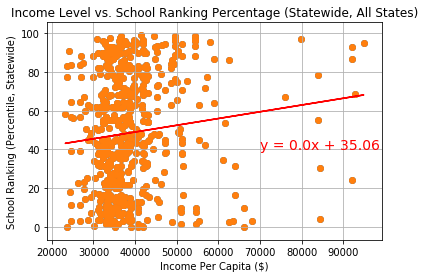 Income Level vs. School Ranking Percentage (Statewide, All States)
School Ranking (Percentile, Statewide)
100
80
60
40
20
0
y = 0.0x + 35.06
20000 30000 40000 50000 60000 70000 80000 90000
Income Per Capita ($)